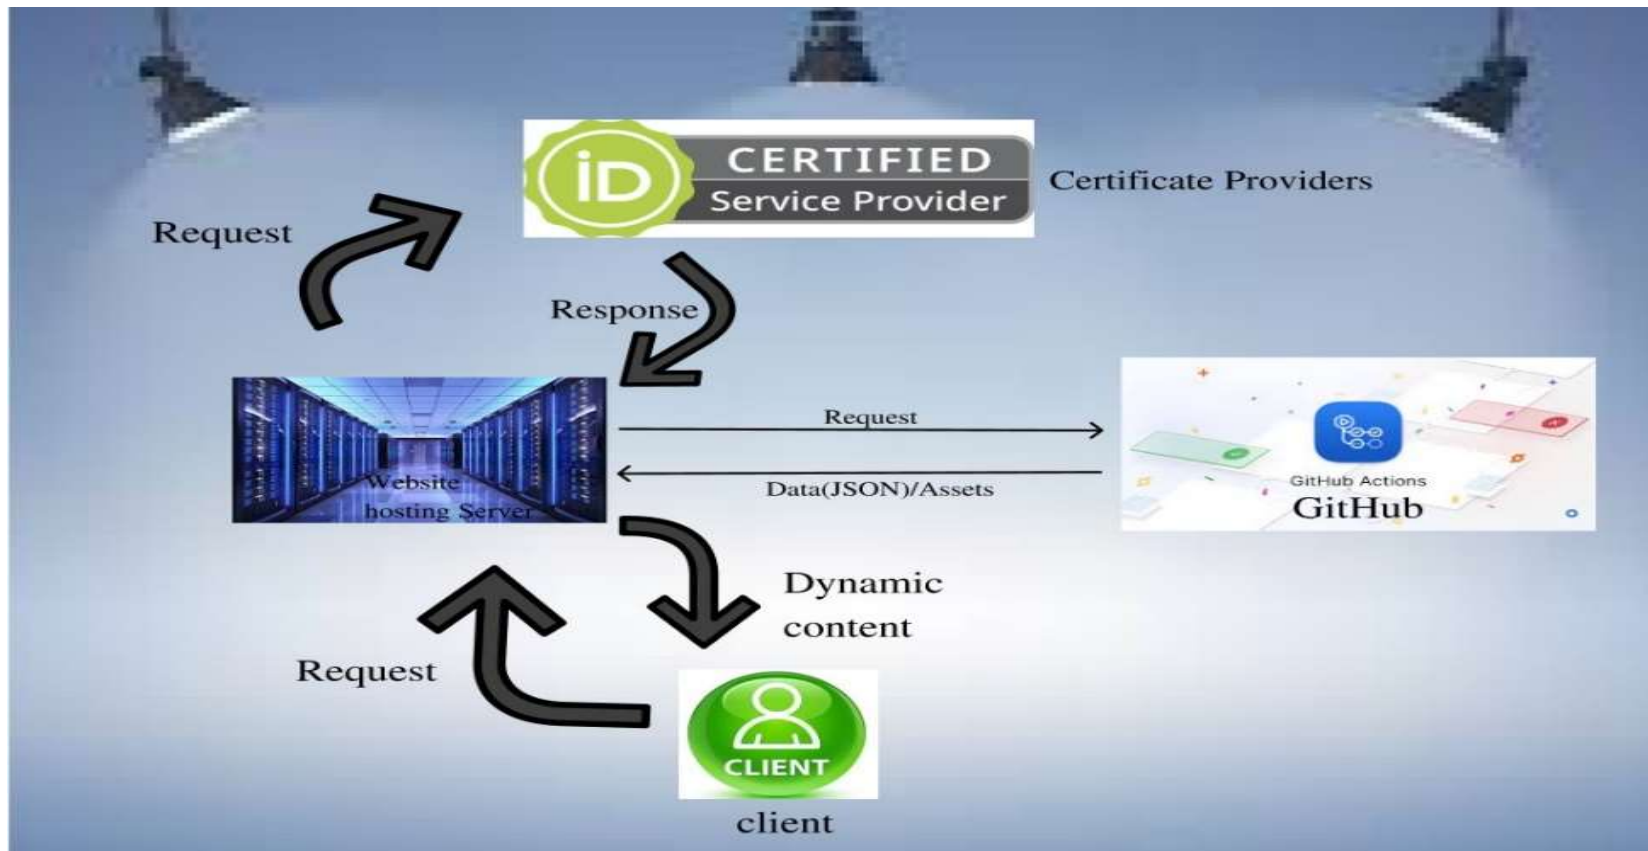 iD
CERTIFIED
Service Provider
Certificate Providers
Request
Response
Request
Data(JSON)/Assets
Website
hosting Server
GitHub Actions
GitHub
Dynamic
content
Request
CLIENT
client